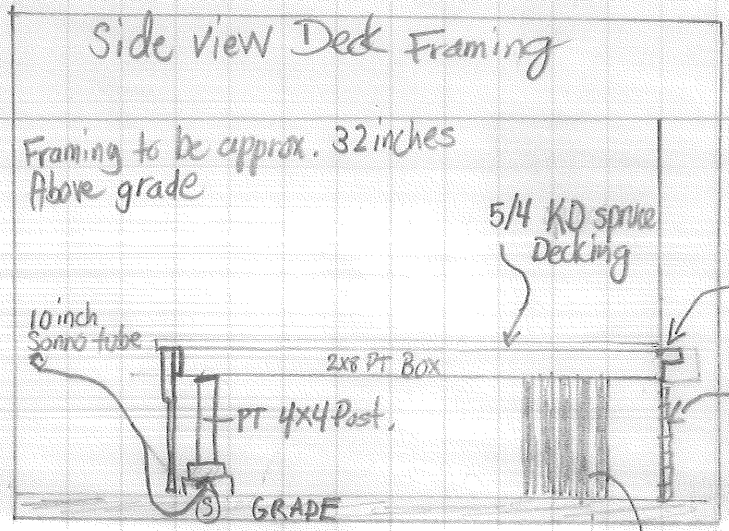 Side view Deck Framing
Framing to be approx. 32 inches
Above grade
5/4 KD spruce
Decking
10 inch
Sonno tube
2x8 PT Box
PT 4x4 Post.
S
GRADE